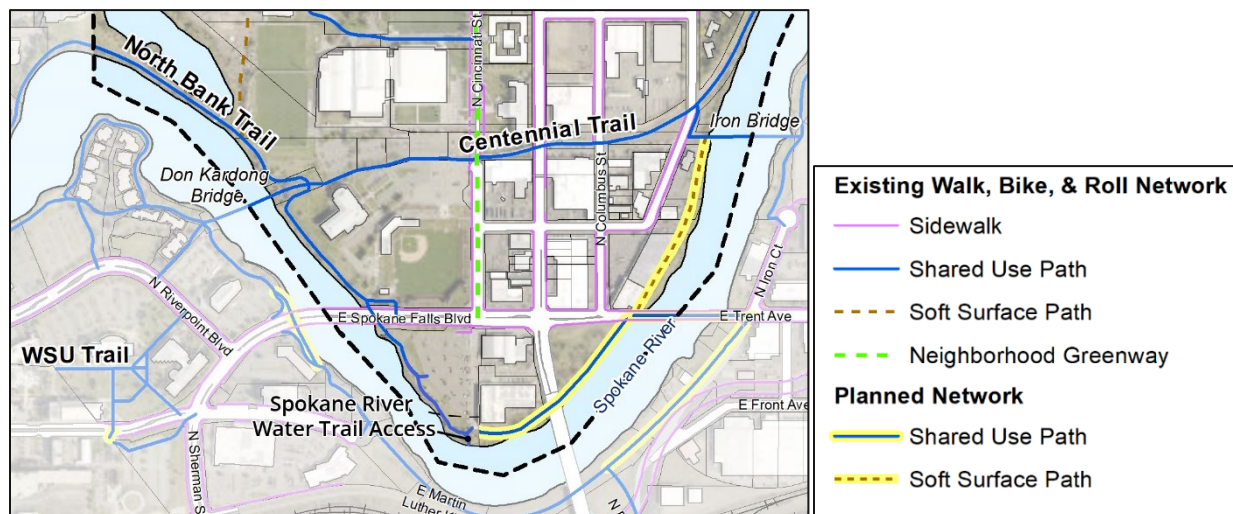 North Bank Trail
N Cincinnati St
Centennial Trail
Iron Bridge
Don Kardong
Bridge
N Columbus St
N Iron Ct
N Riverpoint Blvd
E Spokane Falls Blvd
E Trent Ave
WSU Trail
Spokane River
Spokane River
Water Trail Access
E Front Ave
N Sherman S
E Martin
Luther K
N
Existing Walk, Bike, & Roll Network
Sidewalk
Shared Use Path
Soft Surface Path
Neighborhood Greenway
Planned Network
Shared Use Path
Soft Surface Path